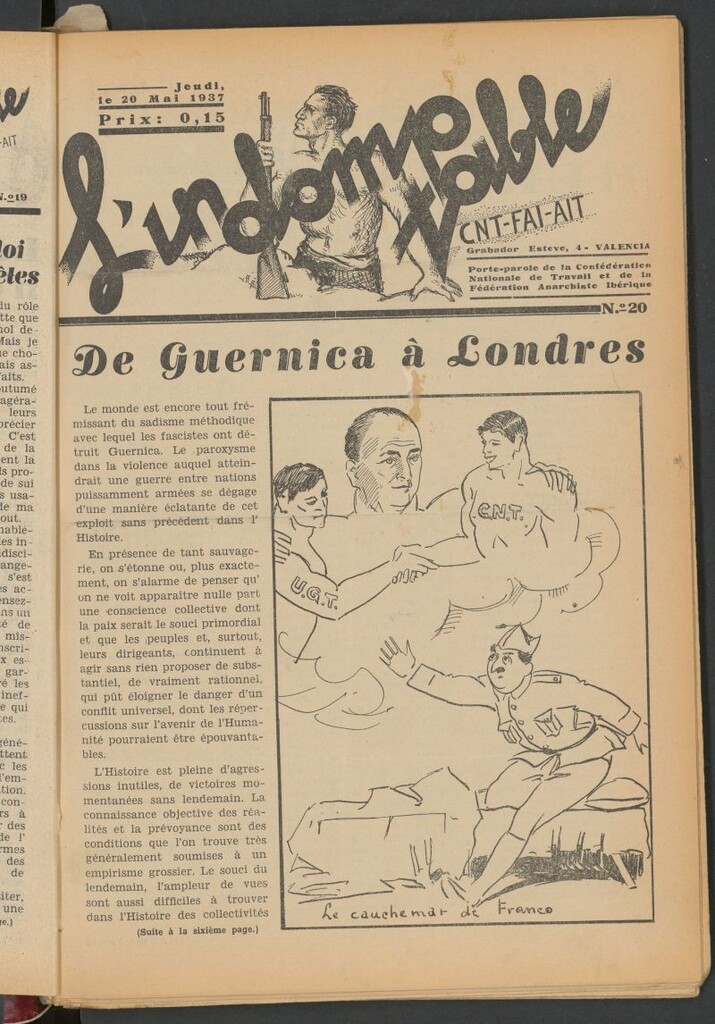 Jeudi,
le 20 Mai 1937
Prix: 0,15
L'indomptable
CNT-FAI-AIT
Grabador Esteve, 4 - VALENCIA
Porte-parole de la Confédération
Nationale de Travail et de la
Fédération Anarchiste Ibérique
N.º 20
De Guernica à Londres
Le monde est encore tout fré-
missant du sadisme méthodique
avec lequel les fascistes ont dé-
truit Guernica. Le paroxysme
dans la violence auquel attein-
drait une guerre entre nations
puissamment armées se dégage
d'une manière éclatante de cet
exploit sans précédent dans l'
Histoire.
En présence de tant sauvage-
rie, on s'étonne ou, plus exacte-
ment, on s'alarme de penser qu'
on ne voit apparaître nulle part
une conscience collective dont
la paix serait le souci primordial
et que les peuples et, surtout,
leurs dirigeants, continuent à
agir sans rien proposer de subs-
tantiel, de vraiment rationnel,
qui pût éloigner le danger d'un
conflit universel, dont les réper-
cussions sur l'avenir de l'Huma-
nité pourraient être épouvanta-
bles.
L'Histoire est pleine d'agres-
sions inutiles, de victoires mo-
mentanées sans lendemain. La
connaissance objective des réa-
lités et la prévoyance sont des
conditions que l'on trouve très
généralement soumises à un
empirisme grossier. Le souci du
lendemain, l'ampleur de vues
sont aussi difficiles à trouver
dans l'Histoire des collectivités
(Suite à la sixième page.)
C.N.T.
U.G.T.
Le cauchemar de Franco